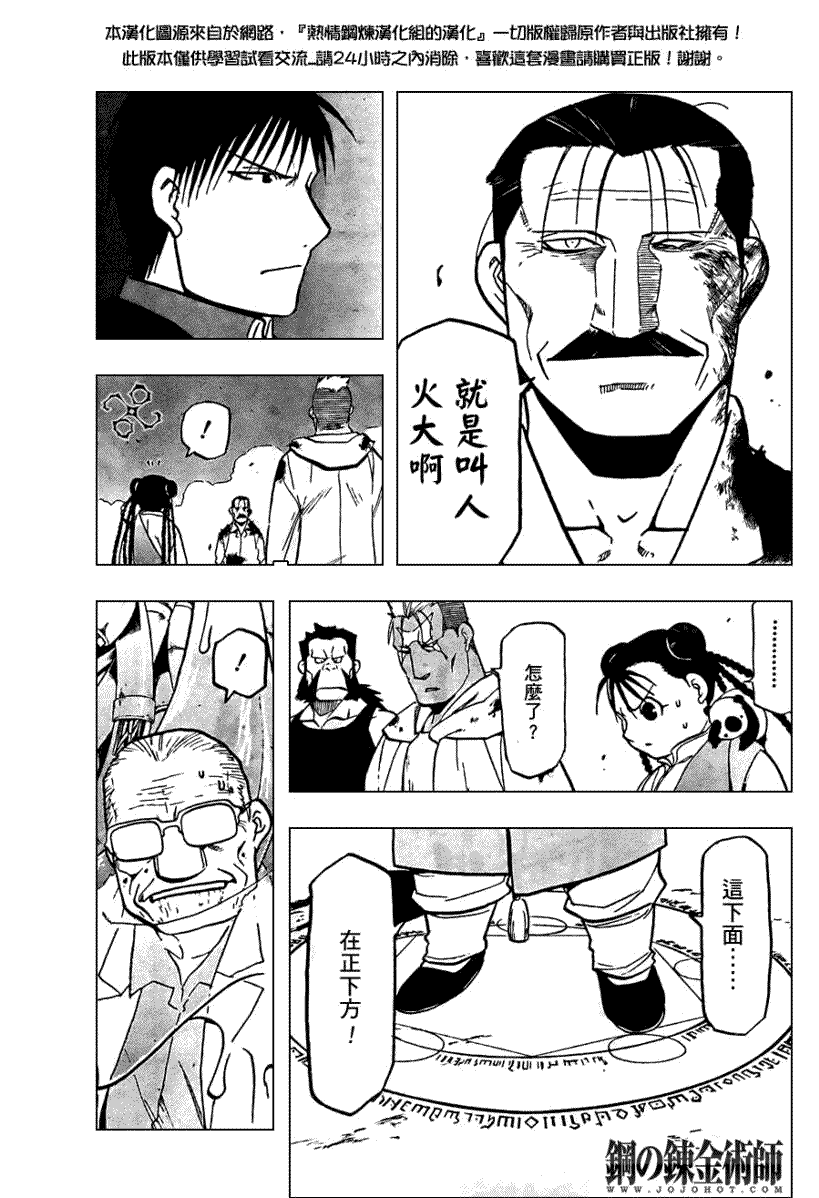 本漢化圖源來自於網路，『熱情鋼煉漢化組的漢化』一切版權歸原作者與出版社擁有！
此版本僅供學習試看交流…請24小時之內消除，喜歡這套漫畫請購買正版！謝謝。
就是叫人
火大啊
！
…………
怎麼了？
！
這下面……
在正下方！
鋼の錬金術師
WWW.JOJOHOT.COM